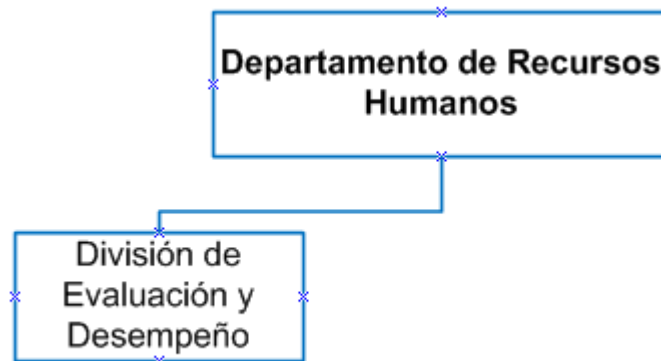 Departamento de Recursos
Humanos
División de
Evaluación y
Desempeño